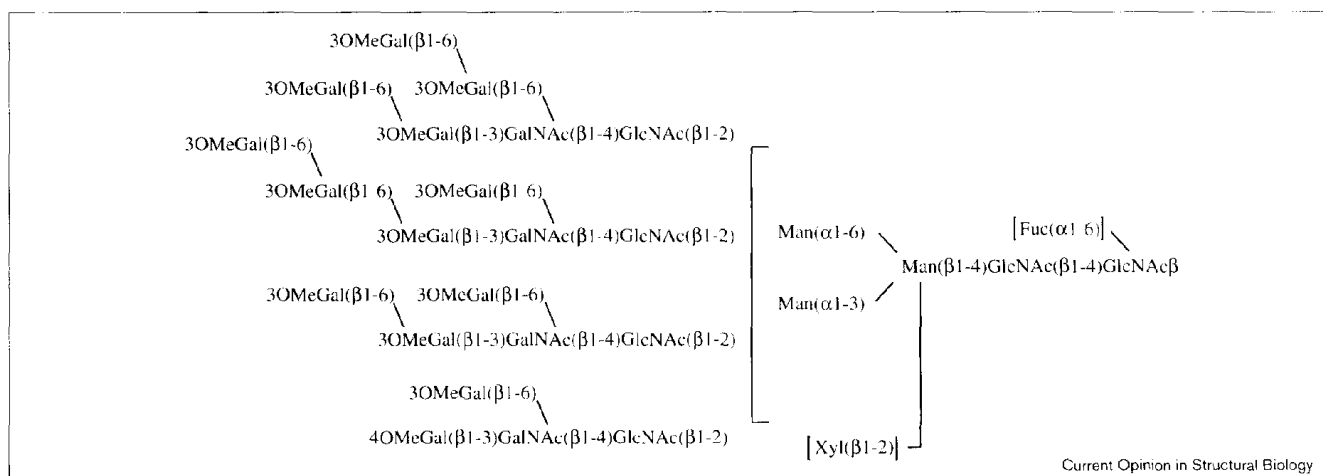 3OMeGal(β1-6)
3OMeGal(β1-6) 3OMeGal(β1-6)
3OMeGal(β1-3)GalNAc(β1-4)GlcNAc(β1-2)
3OMeGal(β1-6)
3OMeGal(β1-6) 3OMeGal(β1-6)
3OMeGal(β1-3)GalNAc(β1-4)GlcNAc(β1-2)
Man(α1-6) [Fuc(α1-6)]
Man(β1-4)GlcNAc(β1-4)GlcNAcβ
3OMeGal(β1-6) 3OMeGal(β1-6) Man(α1-3)
3OMeGal(β1-3)GalNAc(β1-4)GlcNAc(β1-2)
3OMeGal(β1-6)
4OMeGal(β1-3)GalNAc(β1-4)GlcNAc(β1-2) [Xyl(β1-2)]
Current Opinion in Structural Biology